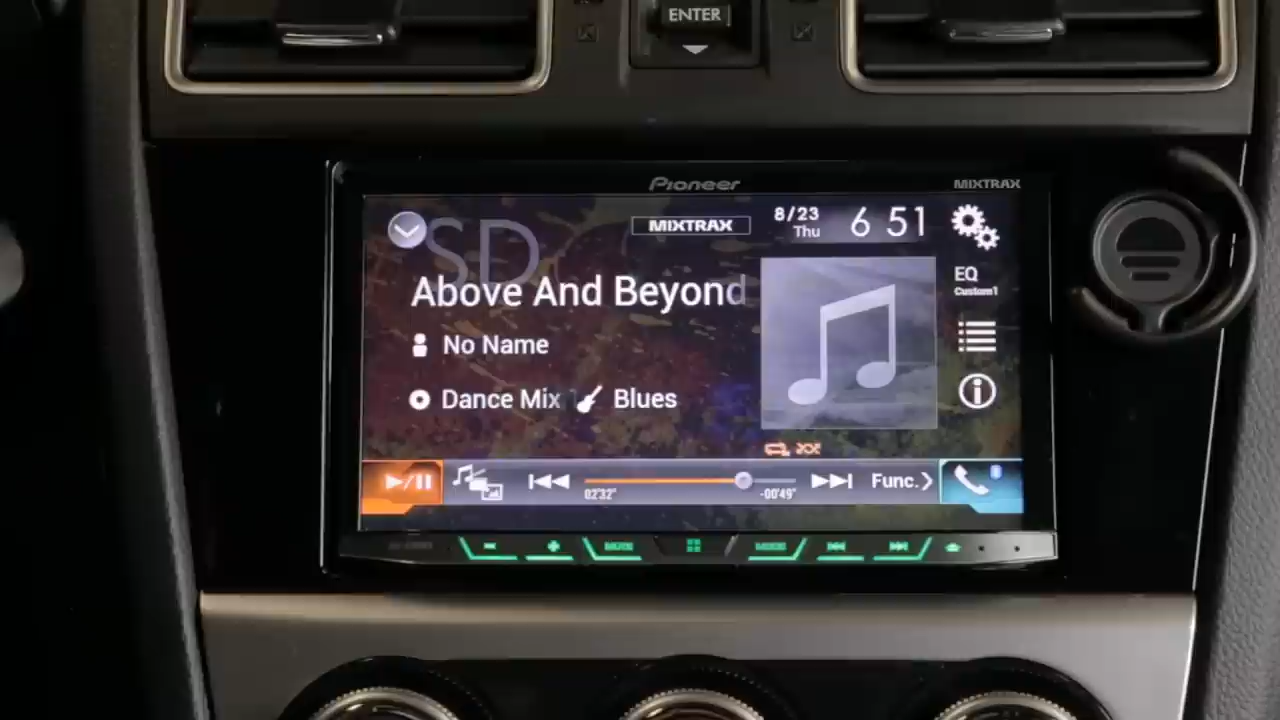 ENTER
Pioneer
MIXTRAX
SD
MIXTRAX
8/23
Thu
6 51
Above And Beyond
EQ
Custom1
No Name
Dance Mix
Blues
02'32"
-00'49"
Func.
MUTE
MODE